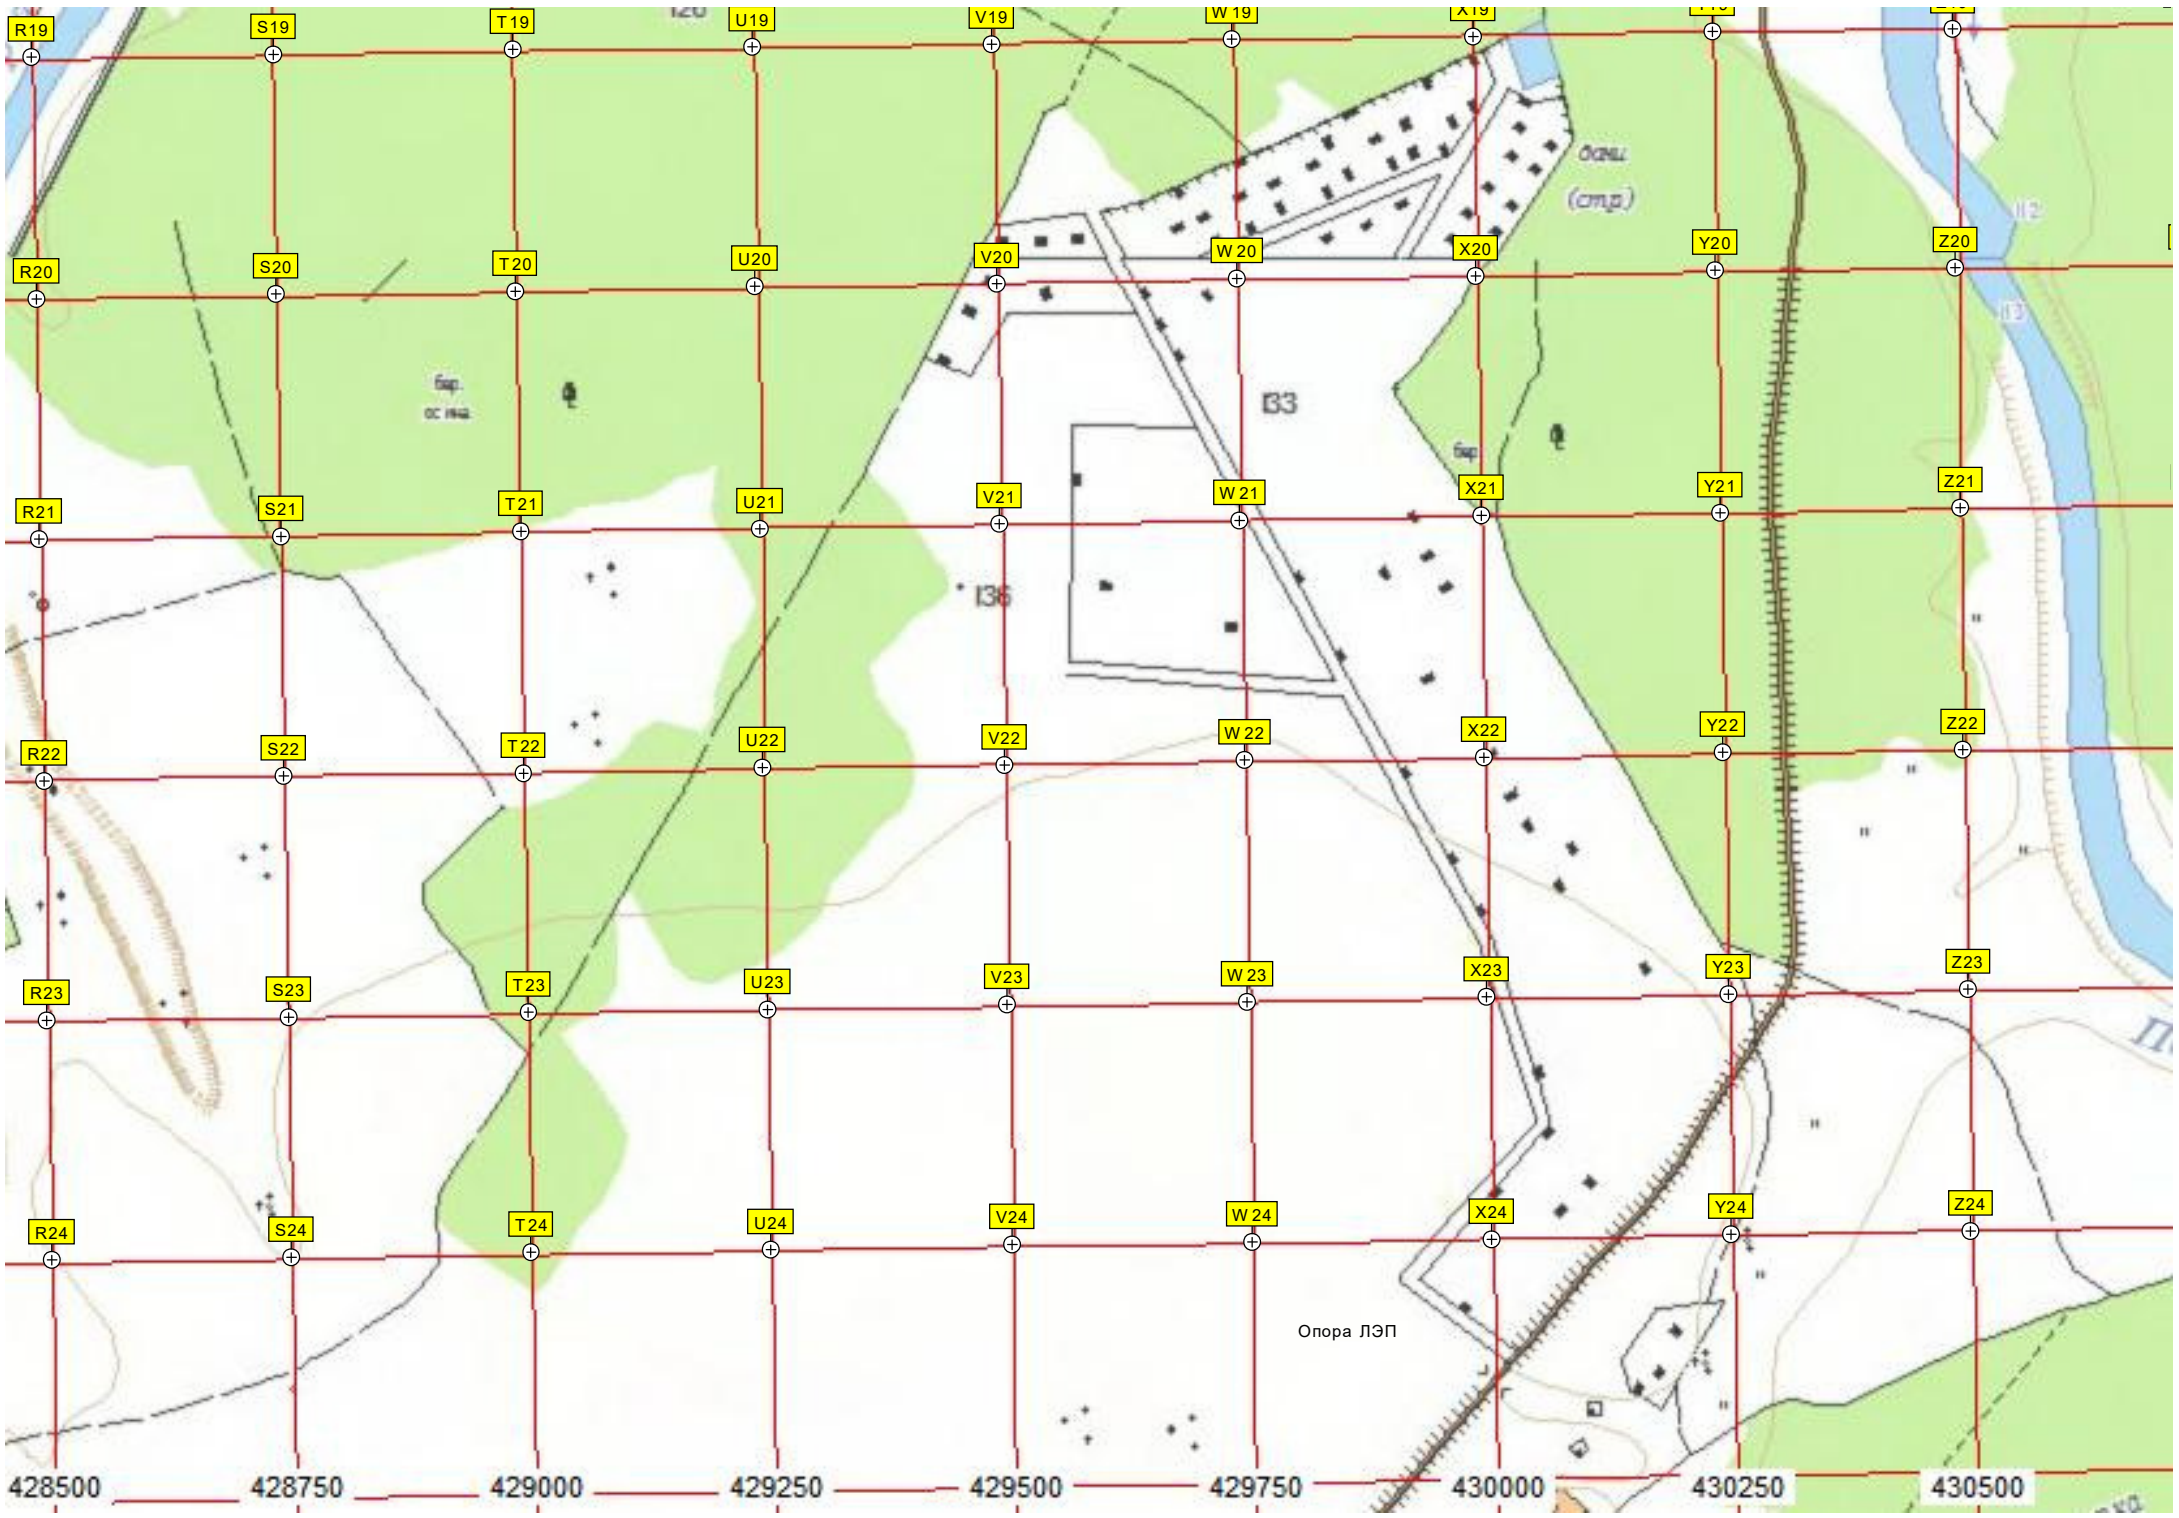 R19 S19 T19 U19 V19 W19 X19
126
дачи
(стр)
112
R20 S20 T20 U20 V20 W20 X20 Y20 Z20
113
133
R21 S21 T21 U21 V21 W21 X21 Y21 Z21
136
R22 S22 T22 U22 V22 W22 X22 Y22 Z22
R23 S23 T23 U23 V23 W23 X23 Y23 Z23
R24 S24 T24 U24 V24 W24 X24 Y24 Z24
Опора ЛЭП
428500 428750 429000 429250 429500 429750 430000 430250 430500